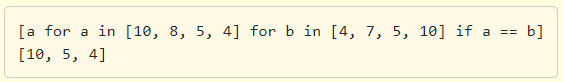 [a for a in [10, 8, 5, 4] for b in [4, 7, 5, 10] if a == b]
[10, 5, 4]